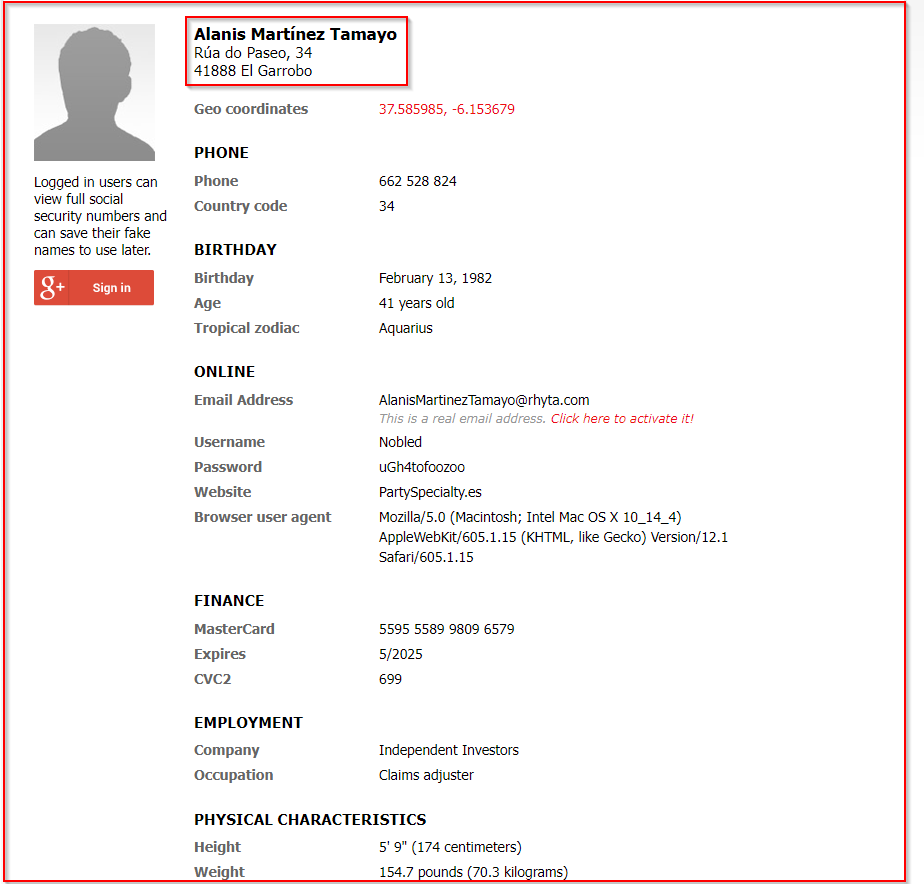 Alanis Martínez Tamayo
Rúa do Paseo, 34
41888 El Garrobo
Geo coordinates 37.585985, -6.153679
Logged in users can
view full social
security numbers and
can save their fake
names to use later.
g+ Sign in
PHONE
Phone 662 528 824
Country code 34
BIRTHDAY
Birthday February 13, 1982
Age 41 years old
Tropical zodiac Aquarius
ONLINE
Email Address AlanisMartinezTamayo@rhyta.com
This is a real email address. Click here to activate it!
Username Nobled
Password uGh4tofoozoo
Website PartySpecialty.es
Browser user agent Mozilla/5.0 (Macintosh; Intel Mac OS X 10_14_4)
AppleWebKit/605.1.15 (KHTML, like Gecko) Version/12.1
Safari/605.1.15
FINANCE
MasterCard 5595 5589 9809 6579
Expires 5/2025
CVC2 699
EMPLOYMENT
Company Independent Investors
Occupation Claims adjuster
PHYSICAL CHARACTERISTICS
Height 5' 9" (174 centimeters)
Weight 154.7 pounds (70.3 kilograms)